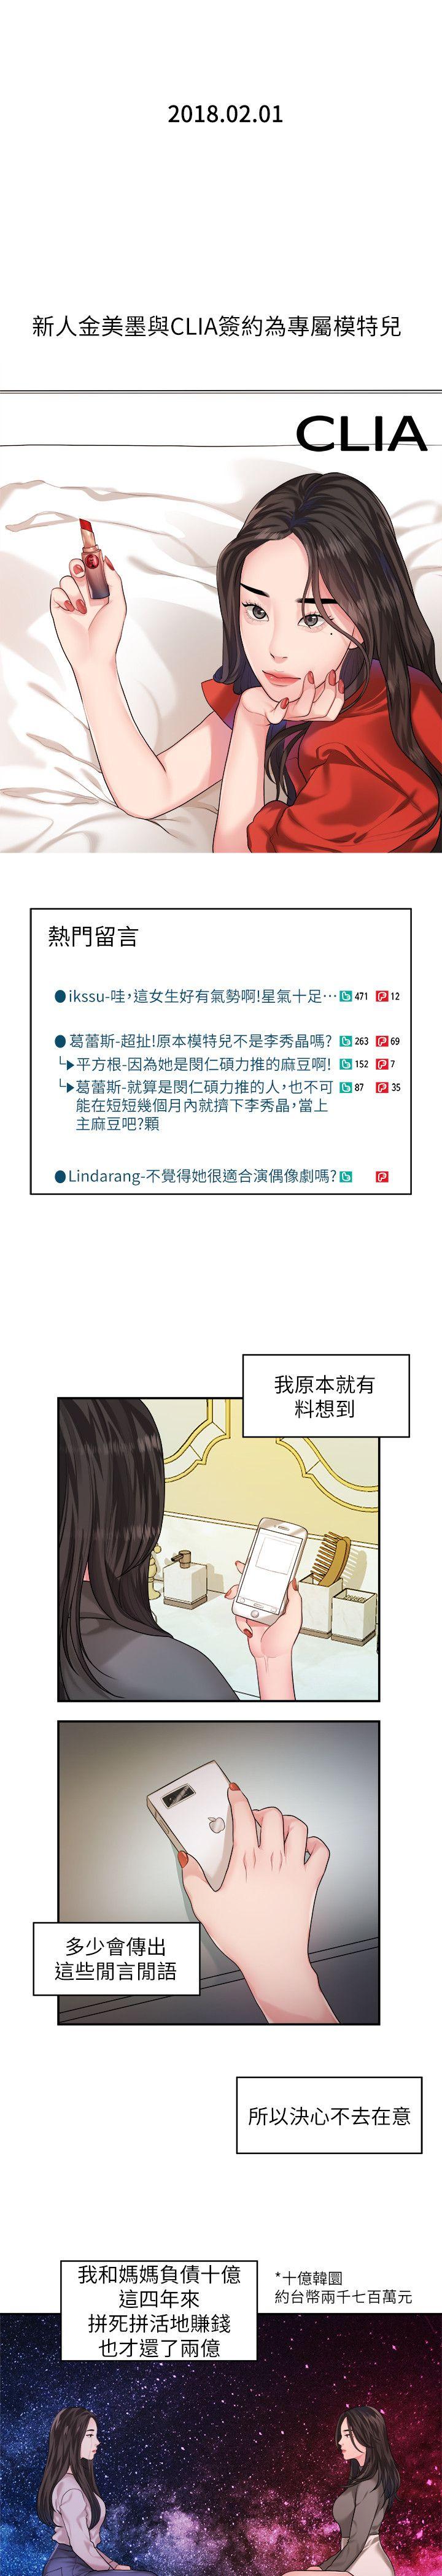 2018.02.01
新人金美墨與CLIA簽約為專屬模特兒
CLIA
熱門留言
●ikssu-哇，這女生好有氣勢啊!星氣十足⋯ 471 12
●葛蕾斯-超扯!原本模特兒不是李秀晶嗎? 263 69
└▸平方根-因為她是閔仁碩力推的麻豆啊! 152 7
└▸葛蕾斯-就算是閔仁碩力推的人，也不可 87 35
能在短短幾個月內就擠下李秀晶，當上
主麻豆吧?顆
●Lindarang-不覺得她很適合演偶像劇嗎?
我原本就有
料想到
多少會傳出
這些閒言閒語
所以決心不去在意
我和媽媽負債十億
這四年來
拼死拼活地賺錢
也才還了兩億
*十億韓圜
約台幣兩千七百萬元